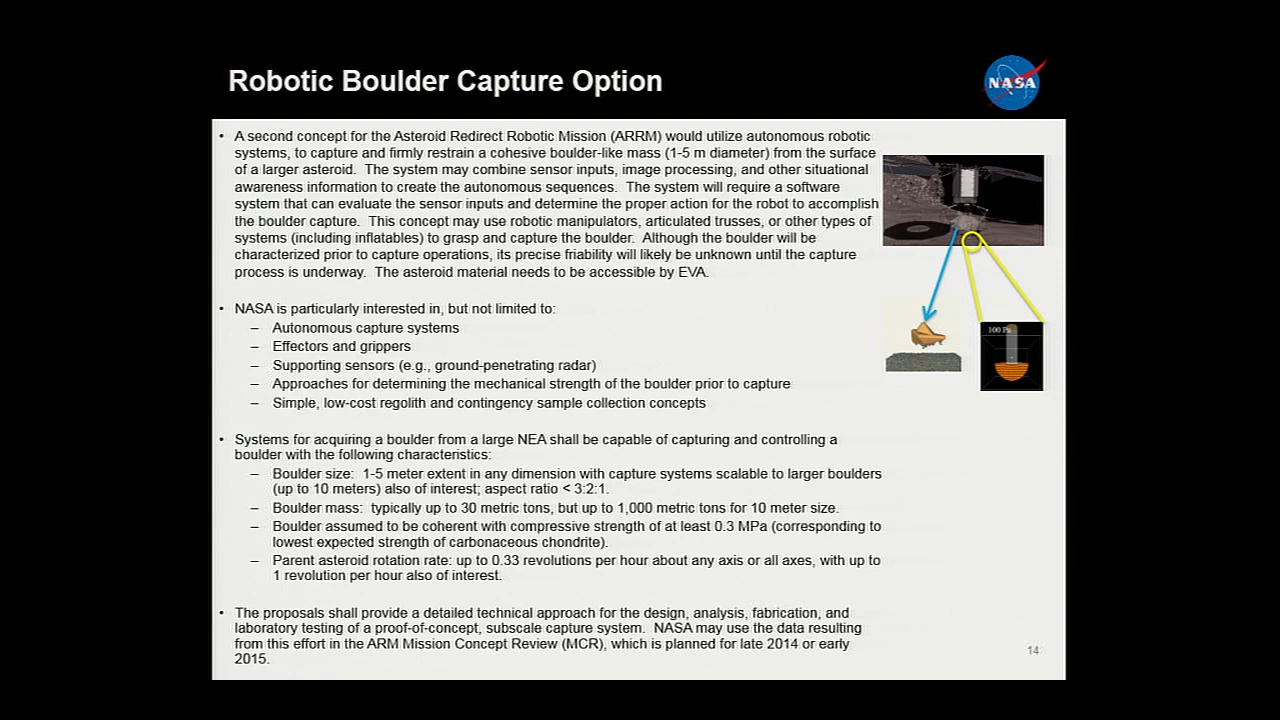 Robotic Boulder Capture Option
NASA
• A second concept for the Asteroid Redirect Robotic Mission (ARRM) would utilize autonomous robotic
systems, to capture and firmly restrain a cohesive boulder-like mass (1-5 m diameter) from the surface
of a larger asteroid. The system may combine sensor inputs, image processing, and other situational
awareness information to create the autonomous sequences. The system will require a software
system that can evaluate the sensor inputs and determine the proper action for the robot to accomplish
the boulder capture. This concept may use robotic manipulators, articulated trusses, or other types of
systems (including inflatables) to grasp and capture the boulder. Although the boulder will be
characterized prior to capture operations, its precise friability will likely be unknown until the capture
process is underway. The asteroid material needs to be accessible by EVA.
• NASA is particularly interested in, but not limited to:
– Autonomous capture systems
– Effectors and grippers
– Supporting sensors (e.g., ground-penetrating radar)
– Approaches for determining the mechanical strength of the boulder prior to capture
– Simple, low-cost regolith and contingency sample collection concepts
• Systems for acquiring a boulder from a large NEA shall be capable of capturing and controlling a
boulder with the following characteristics:
– Boulder size: 1-5 meter extent in any dimension with capture systems scalable to larger boulders
(up to 10 meters) also of interest; aspect ratio < 3:2:1.
– Boulder mass: typically up to 30 metric tons, but up to 1,000 metric tons for 10 meter size.
– Boulder assumed to be coherent with compressive strength of at least 0.3 MPa (corresponding to
lowest expected strength of carbonaceous chondrite).
– Parent asteroid rotation rate: up to 0.33 revolutions per hour about any axis or all axes, with up to
1 revolution per hour also of interest.
• The proposals shall provide a detailed technical approach for the design, analysis, fabrication, and
laboratory testing of a proof-of-concept, subscale capture system. NASA may use the data resulting
from this effort in the ARM Mission Concept Review (MCR), which is planned for late 2014 or early
2015.
100 Pa
14